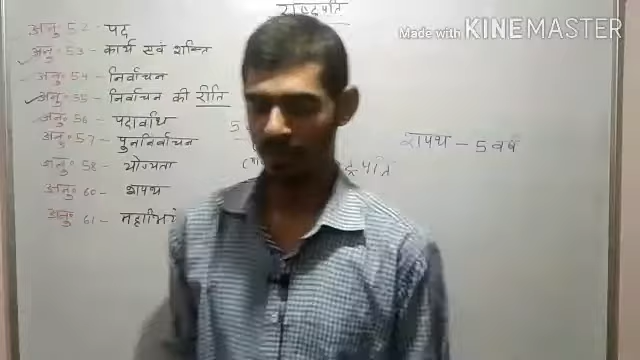 Made with KINEMASTER
राष्ट्रपति
अनु॰ 52 - पद
अनु॰ 53 - कार्य एवं शक्ति
अनु॰ 54 - निर्वाचन
अनु॰ 55 - निर्वाचन की रीति
अनु॰ 56 - पदावधि
अनु॰ 57 - पुनर्निर्वाचन
अनु॰ 58 - योग्यता
अनु॰ 60 - शपथ
अनु॰ 61 -
शपथ - 5 वर्ष